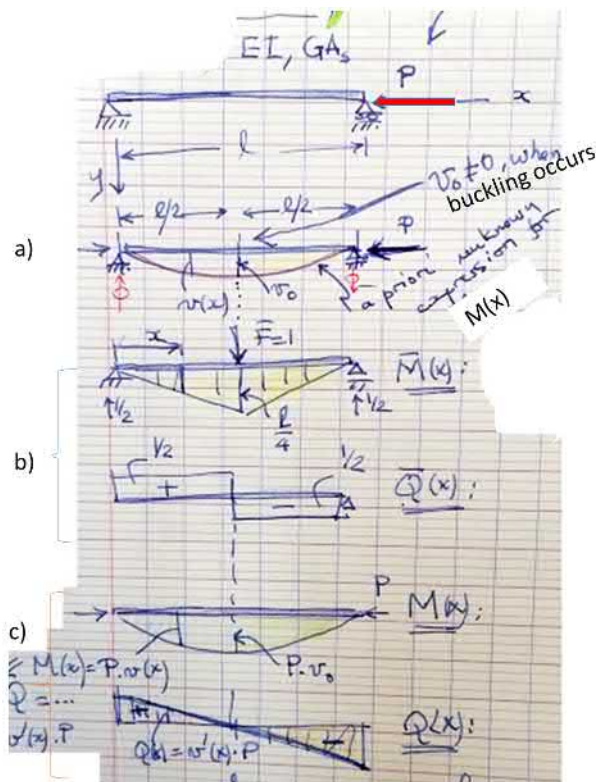 EI, GAs
P
x
l
y
v₀ ≠ 0, when
buckling occurs
l/2
l/2
a)
P
v(x)
v₀
a priori unknown
expression for
M(x)
F̅=1
x
M̅(x):
1/2
l/4
1/2
b)
1/2
1/2
+
−
Q̅(x):
P
c)
M(x):
M(x)=P.v(x)
P.v₀
Q = ...
v'(x).P
+
Q(x)=v'(x).P
−
Q(x):